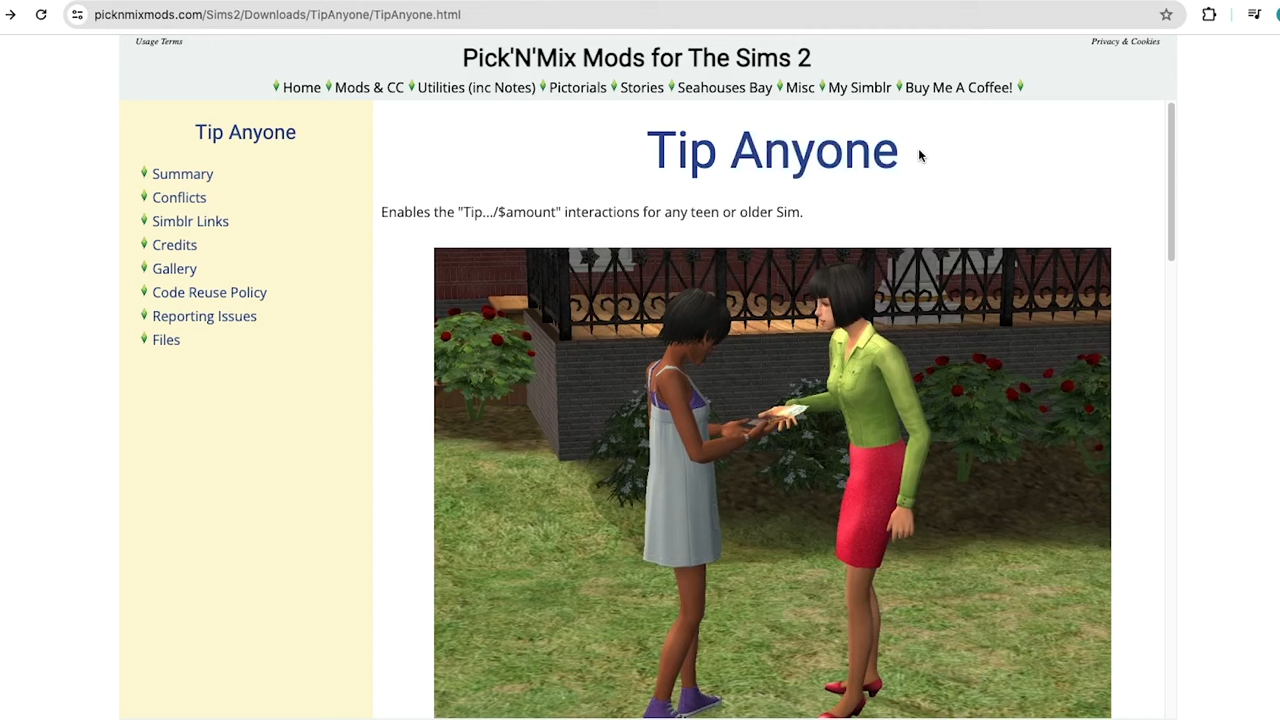 picknmixmods.com/Sims2/Downloads/TipAnyone/TipAnyone.html
Usage Terms
Privacy & Cookies
Pick'N'Mix Mods for The Sims 2
Home Mods & CC Utilities (inc Notes) Pictorials Stories Seahouses Bay Misc My Simblr Buy Me A Coffee!
Tip Anyone
Summary
Conflicts
Simblr Links
Credits
Gallery
Code Reuse Policy
Reporting Issues
Files
Tip Anyone
Enables the "Tip.../$amount" interactions for any teen or older Sim.